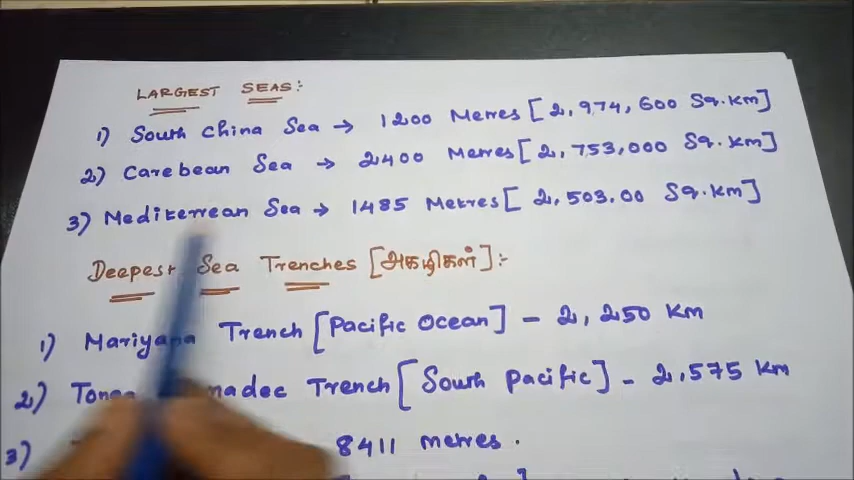 LARGEST SEAS:
1) South China Sea → 1200 Metres [2,974,600 Sq.km]
2) Carebean Sea → 2400 Metres [2,753,000 Sq.km]
3) Mediterrean Sea → 1485 Metres [2,503.00 Sq.km]
Deepest Sea Trenches [அகழிகள்]:-
1) Mariyana Trench [Pacific Ocean] - 2,250 Km
2) Trench [South Pacific] - 2,575 Km
3) 8411 metres.